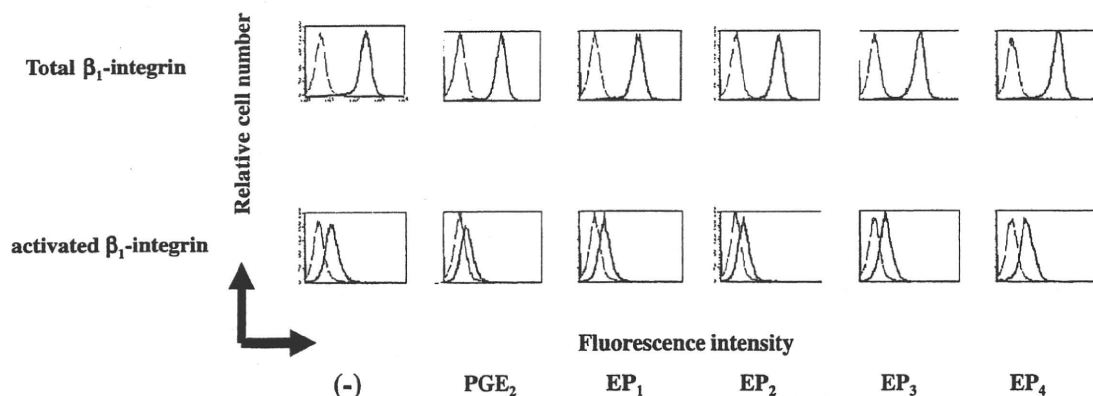 Total β₁-integrin
Relative cell number
activated β₁-integrin
Fluorescence intensity
(-)
PGE₂
EP₁
EP₂
EP₃
EP₄